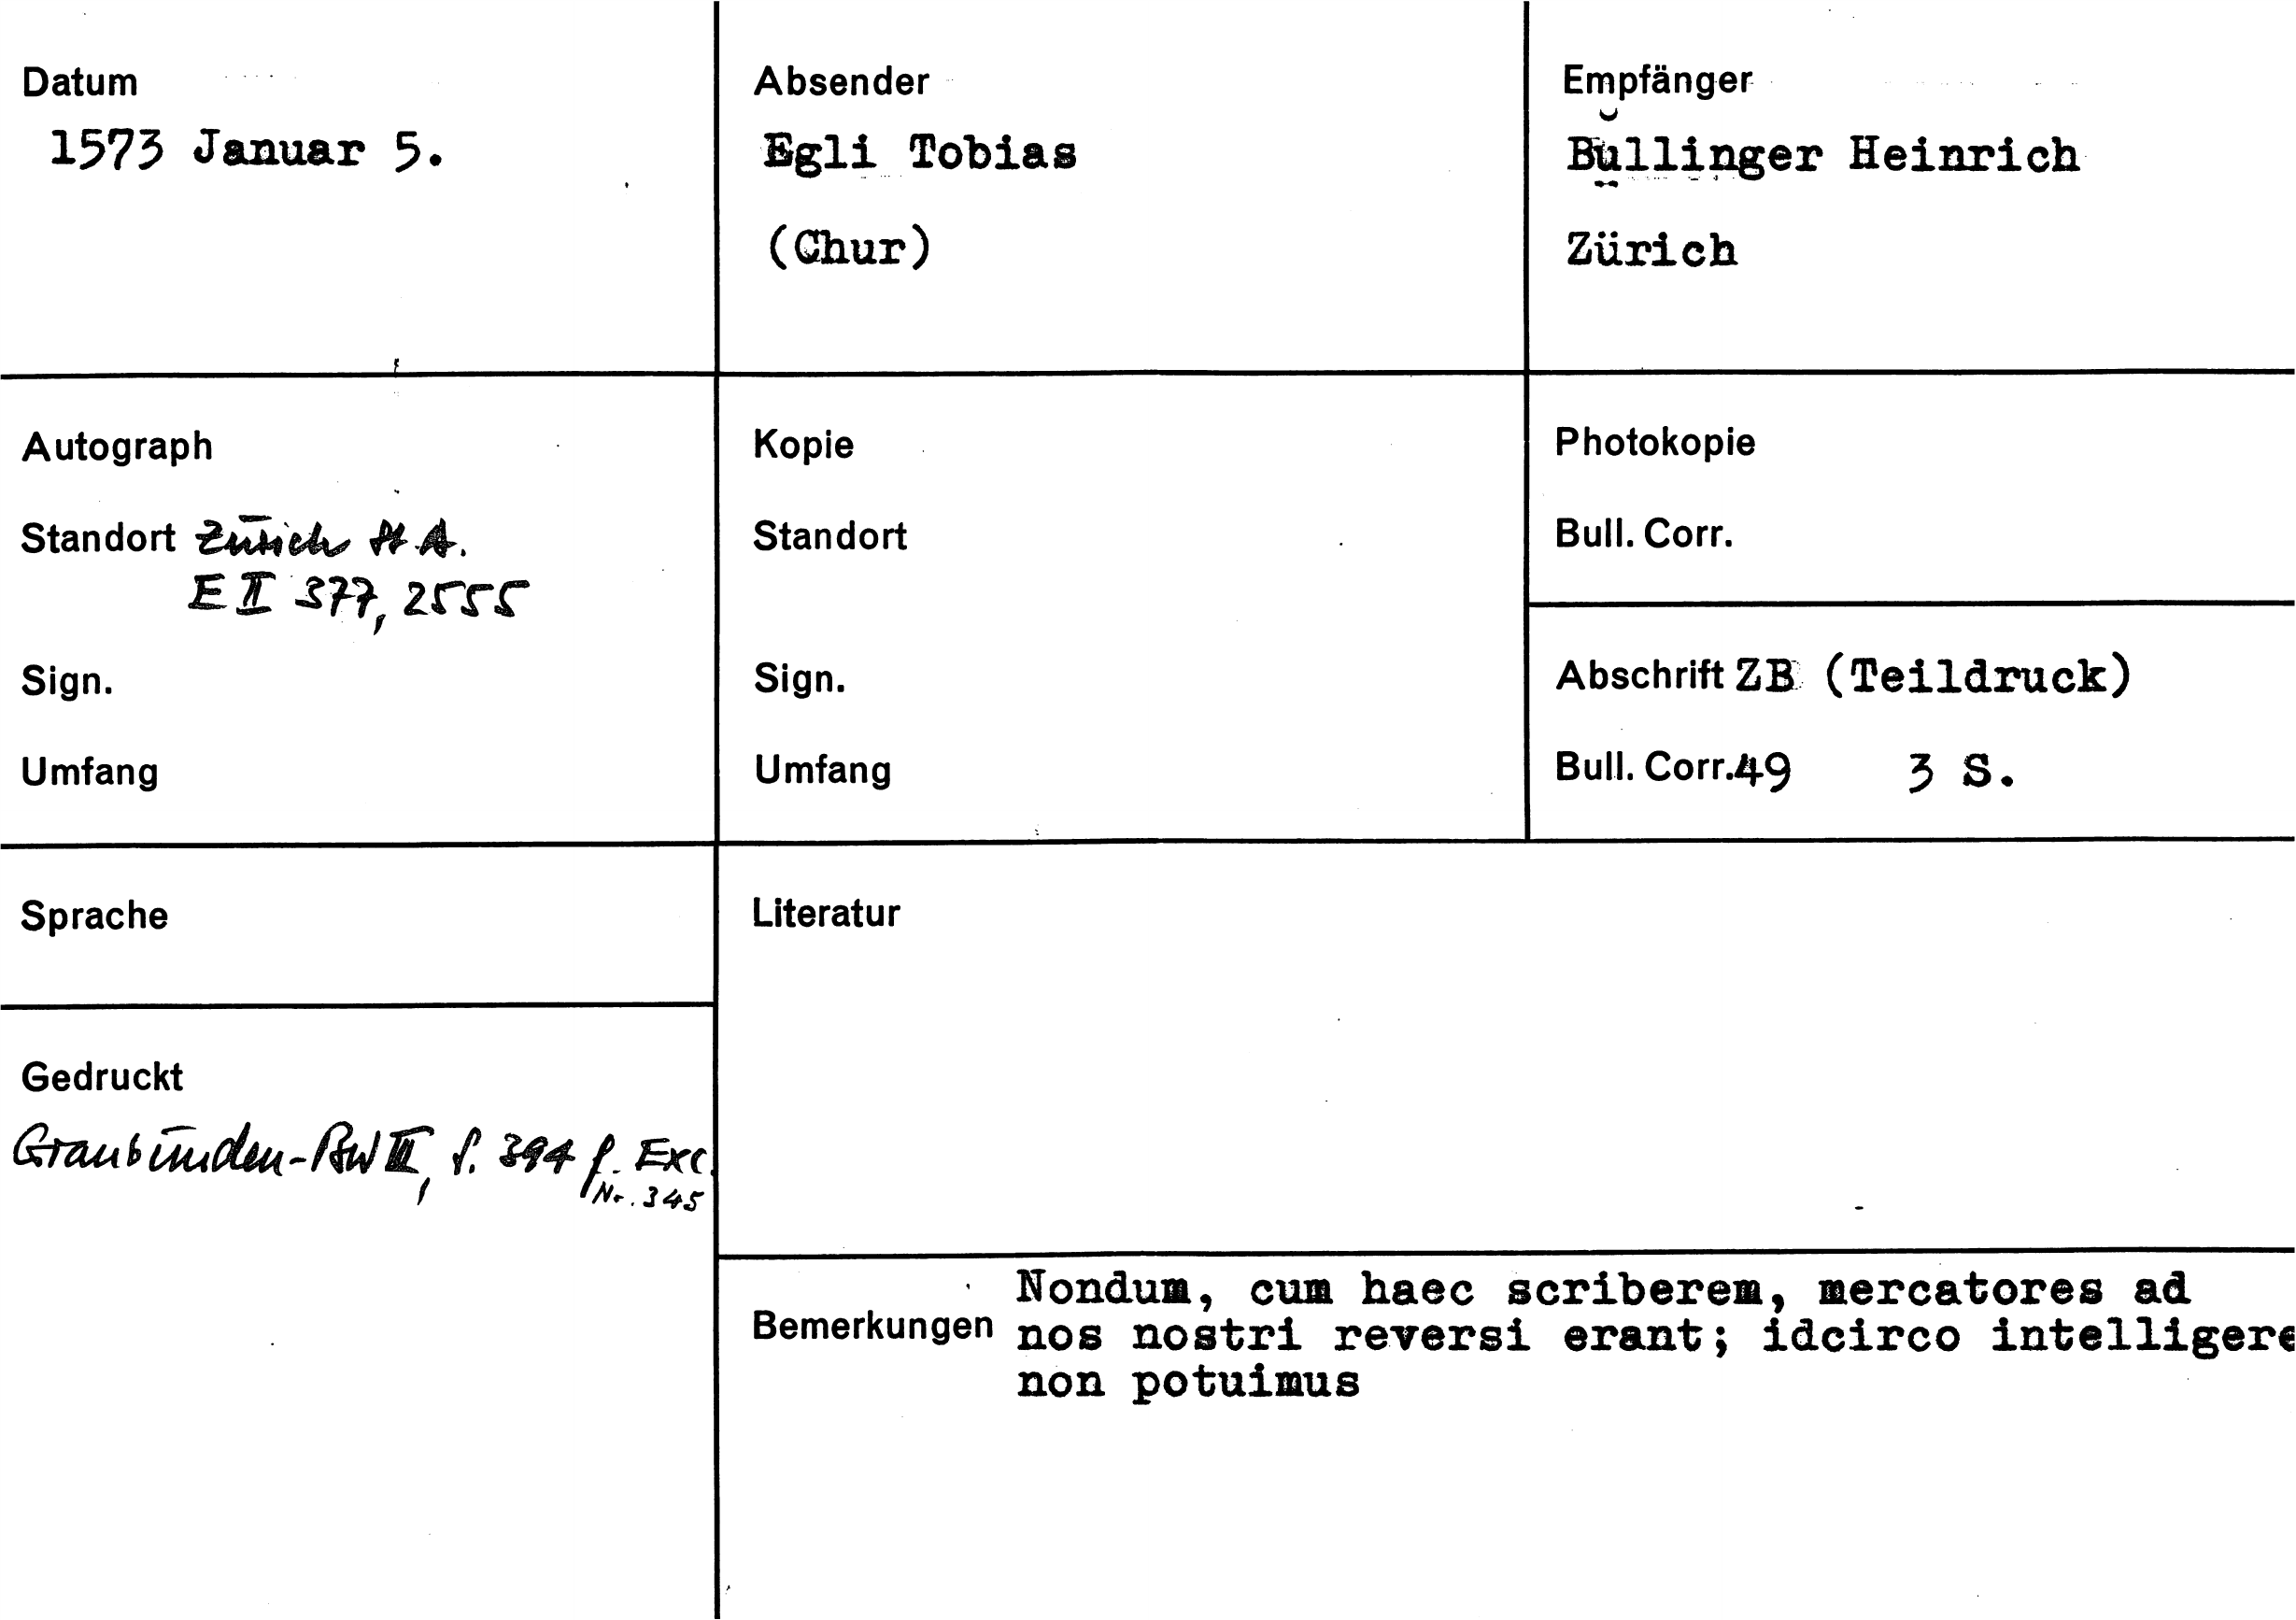 Datum
1573 Januar 5.
Absender
Egli Tobias
(Chur)
Empfänger
Bullinger Heinrich
Zürich
Autograph
Standort Zürich StA.
E II 377, 2555
Sign.
Umfang
Kopie
Standort
Sign.
Umfang
Photokopie
Bull. Corr.
Abschrift ZB (Teildruck)
Bull. Corr.49 3 S.
Sprache
Literatur
Gedruckt
Graubünden-BW III, S. 394 f. Exc.
Nr. 345
Bemerkungen
Nondum, cum haec scriberem, mercatores ad
nos nostri reversi erant; idcirco intelligere
non potuimus